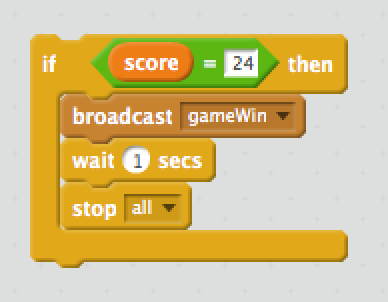 if score = 24 then
broadcast gameWin
wait 1 secs
stop all